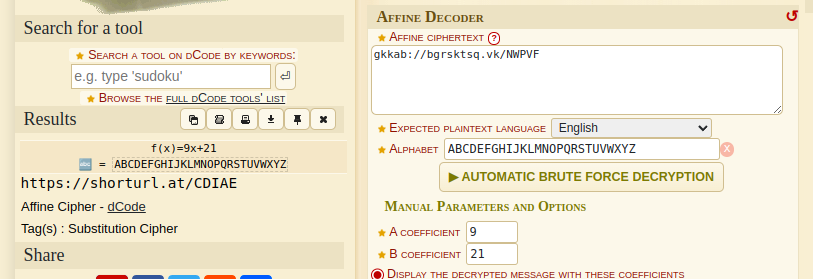 Search for a tool
★ Search a tool on dCode by keywords:
e.g. type 'sudoku'
★ Browse the full dCode tools' list
Results
f(x)=9x+21
= ABCDEFGHIJKLMNOPQRSTUVWXYZ
https://shorturl.at/CDIAE
Affine Cipher - dCode
Tag(s) : Substitution Cipher
Share
Affine Decoder
★ Affine ciphertext ?
gkkab://bgrsktsq.vk/NWPVF
★ Expected plaintext language English
★ Alphabet ABCDEFGHIJKLMNOPQRSTUVWXYZ X
▶ AUTOMATIC BRUTE FORCE DECRYPTION
Manual Parameters and Options
★ A coefficient 9
★ B coefficient 21
Display the decrypted message with these coefficients